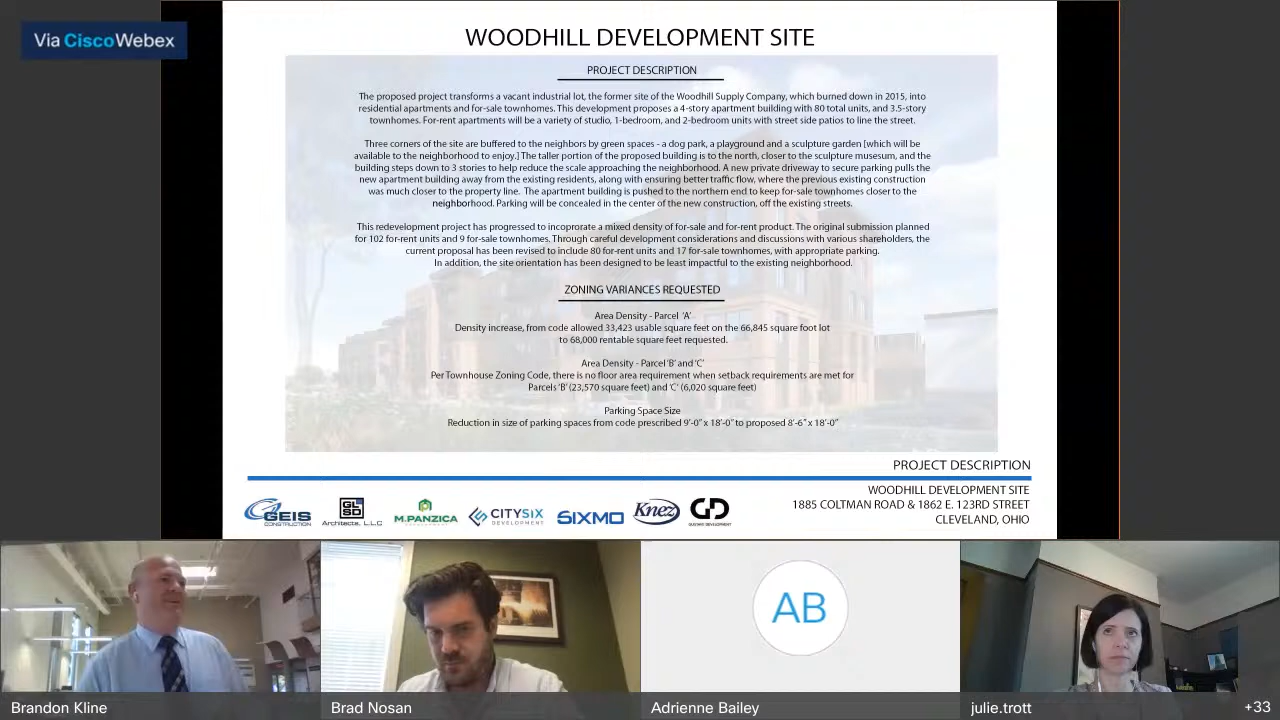 Via Cisco Webex
WOODHILL DEVELOPMENT SITE
PROJECT DESCRIPTION
The proposed project transforms a vacant industrial lot, the former site of the Woodhill Supply Company, which burned down in 2015, into
residential apartments and for-sale townhomes. This development proposes a 4-story apartment building with 80 total units, and 3.5-story
townhomes. For-rent apartments will be a variety of studio, 1-bedroom, and 2-bedroom units with street side patios to line the street.
Three corners of the site are buffered to the neighbors by green spaces - a dog park, a playground and a sculpture garden [which will be
available to the neighborhood to enjoy.] The taller portion of the proposed building is to the north, closer to the sculpture musesum, and the
building steps down to 3 stories to help reduce the scale approaching the neighborhood. A new private driveway to secure parking pulls the
new apartment building away from the existing residents, along with ensuring better traffic flow, where the previous existing construction
was much closer to the property line. The apartment building is pushed to the northern end to keep for-sale townhomes closer to the
neighborhood. Parking will be concealed in the center of the new construction, off the existing streets.
This redevelopment project has progressed to incoproprate a mixed density of for-sale and for-rent product. The original submission planned
for 102 for-rent units and 9 for-sale townhomes. Through careful development considerations and discussions with various shareholders, the
current proposal has been revised to include 80 for-rent units and 17 for-sale townhomes, with appropriate parking.
In addition, the site orientation has been designed to be least impactful to the existing neighborhood.
ZONING VARIANCES REQUESTED
Area Density - Parcel 'A'
Density increase, from code allowed 33,423 usable square feet on the 66,845 square foot lot
to 68,000 rentable square feet requested.
Area Density - Parcel 'B' and 'C'
Per Townhouse Zoning Code, there is no floor area requirement when setback requirements are met for
Parcels 'B' (23,570 square feet) and 'C' (6,020 square feet)
Parking Space Size
Reduction in size of parking spaces from code prescribed 9'-0" x 18'-0" to proposed 8'-6" x 18'-0"
PROJECT DESCRIPTION
WOODHILL DEVELOPMENT SITE
1885 COLTMAN ROAD & 1862 E. 123RD STREET
CLEVELAND, OHIO
GEIS
CONSTRUCTION
GLSD
Architects, L.L.C
M.PANZICA
DEVELOPMENT
CITYSIX
DEVELOPMENT
SIXMO
Knez
GD
AB
Brandon Kline
Brad Nosan
Adrienne Bailey
julie.trott
+33